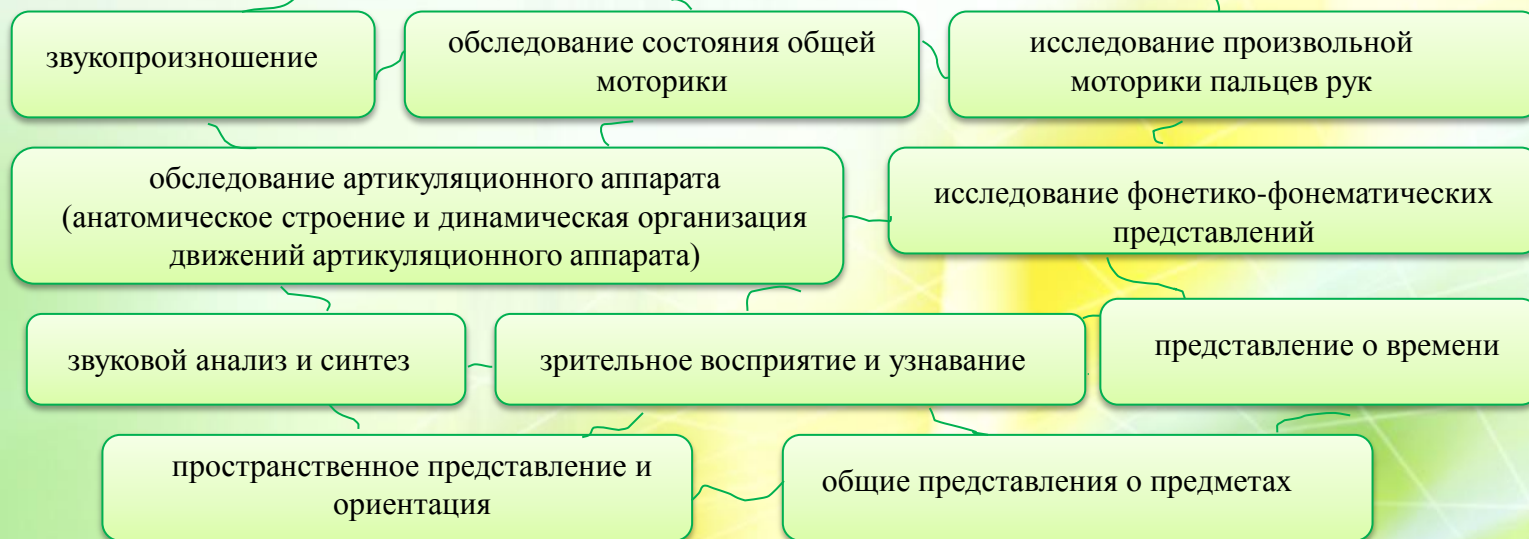 звукопроизношение
обследование состояния общей
моторики
исследование произвольной
моторики пальцев рук
обследование артикуляционного аппарата
(анатомическое строение и динамическая организация
движений артикуляционного аппарата)
исследование фонетико-фонематических
представлений
звуковой анализ и синтез
зрительное восприятие и узнавание
представление о времени
пространственное представление и
ориентация
общие представления о предметах